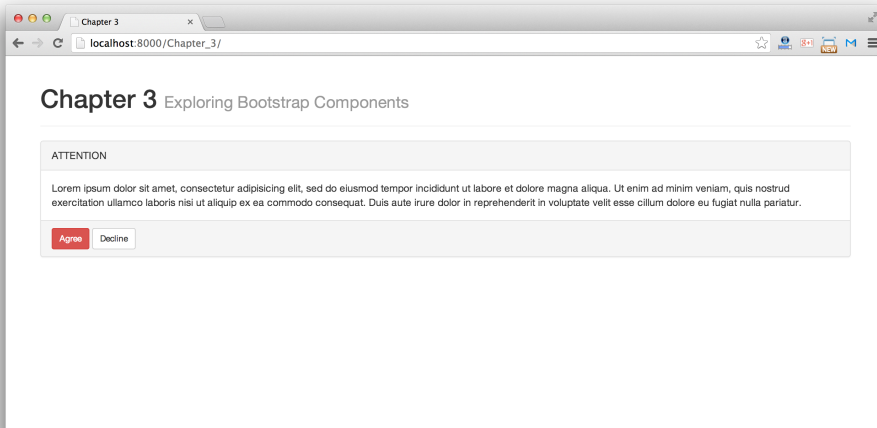 Chapter 3
localhost:8000/Chapter_3/
NEW
Chapter 3 Exploring Bootstrap Components
ATTENTION
Lorem ipsum dolor sit amet, consectetur adipisicing elit, sed do eiusmod tempor incididunt ut labore et dolore magna aliqua. Ut enim ad minim veniam, quis nostrud
exercitation ullamco laboris nisi ut aliquip ex ea commodo consequat. Duis aute irure dolor in reprehenderit in voluptate velit esse cillum dolore eu fugiat nulla pariatur.
Agree Decline